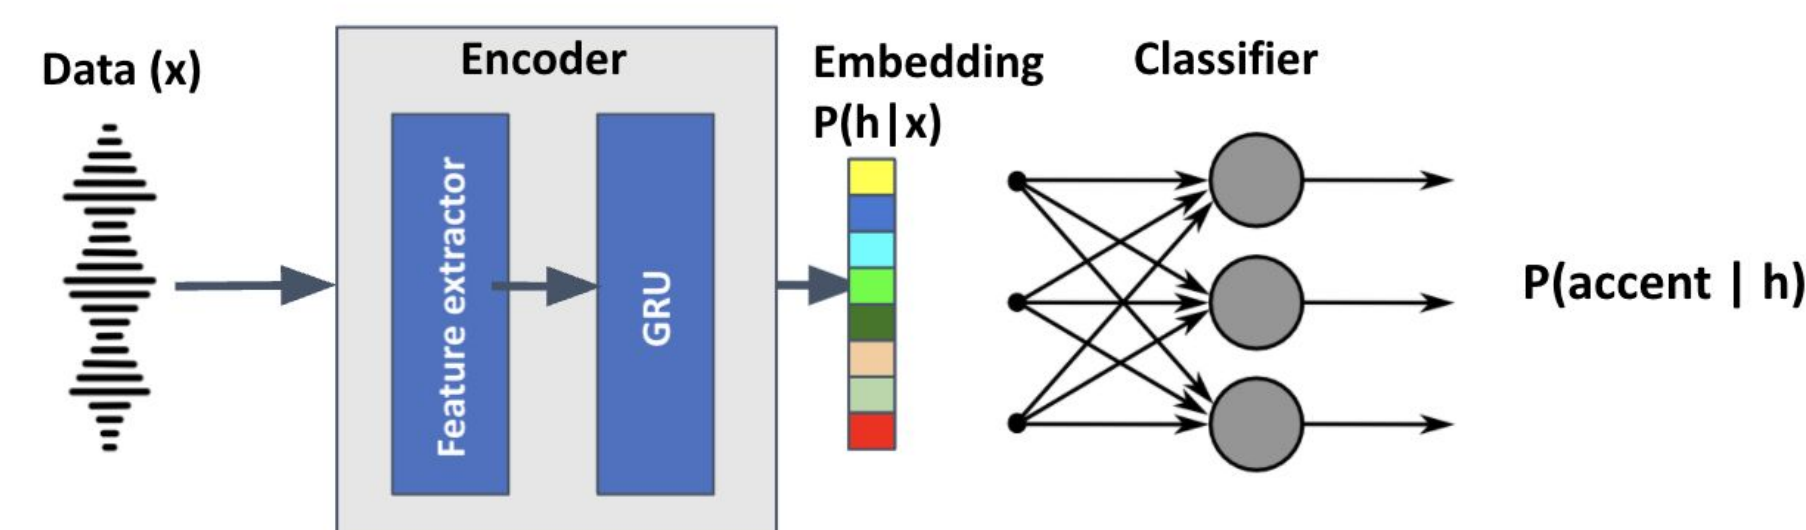 Data (x)
Encoder
Feature extractor
GRU
Embedding
P(h|x)
Classifier
P(accent | h)